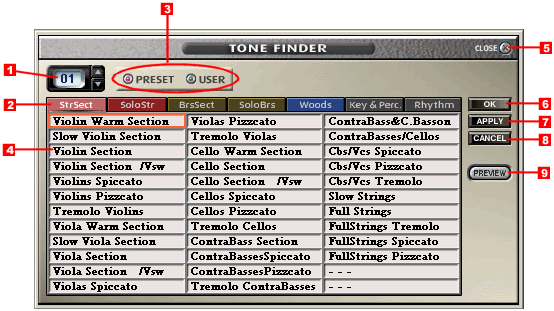 3
TONE FINDER
CLOSE
5
1
01
PRESET
USER
2
StrSect
SoloStr
BrsSect
SoloBrs
Woods
Key & Perc.
Rhythm
OK
6
APPLY
7
CANCEL
8
PREVIEW
9
4
Violin Warm Section
Slow Violin Section
Violin Section
Violin Section /Vsw
Violins Spiccato
Violins Pizzcato
Tremolo Violins
Viola Warm Section
Slow Viola Section
Viola Section
Viola Section /Vsw
Violas Spiccato
Violas Pizzcato
Tremolo Violas
Cello Warm Section
Cello Section
Cello Section /Vsw
Cellos Spiccato
Cellos Pizzcato
Tremolo Cellos
ContraBass Section
ContraBassesSpiccato
ContraBassesPizzcato
Tremolo ContraBasses
ContraBass&C.Basson
ContraBasses/Cellos
Cbs/Vcs Spiccato
Cbs/Vcs Pizzcato
Cbs/Vcs Tremolo
Slow Strings
Full Strings
FullStrings Tremolo
FullStrings Spiccato
FullStrings Pizzcato
- - -
- - -